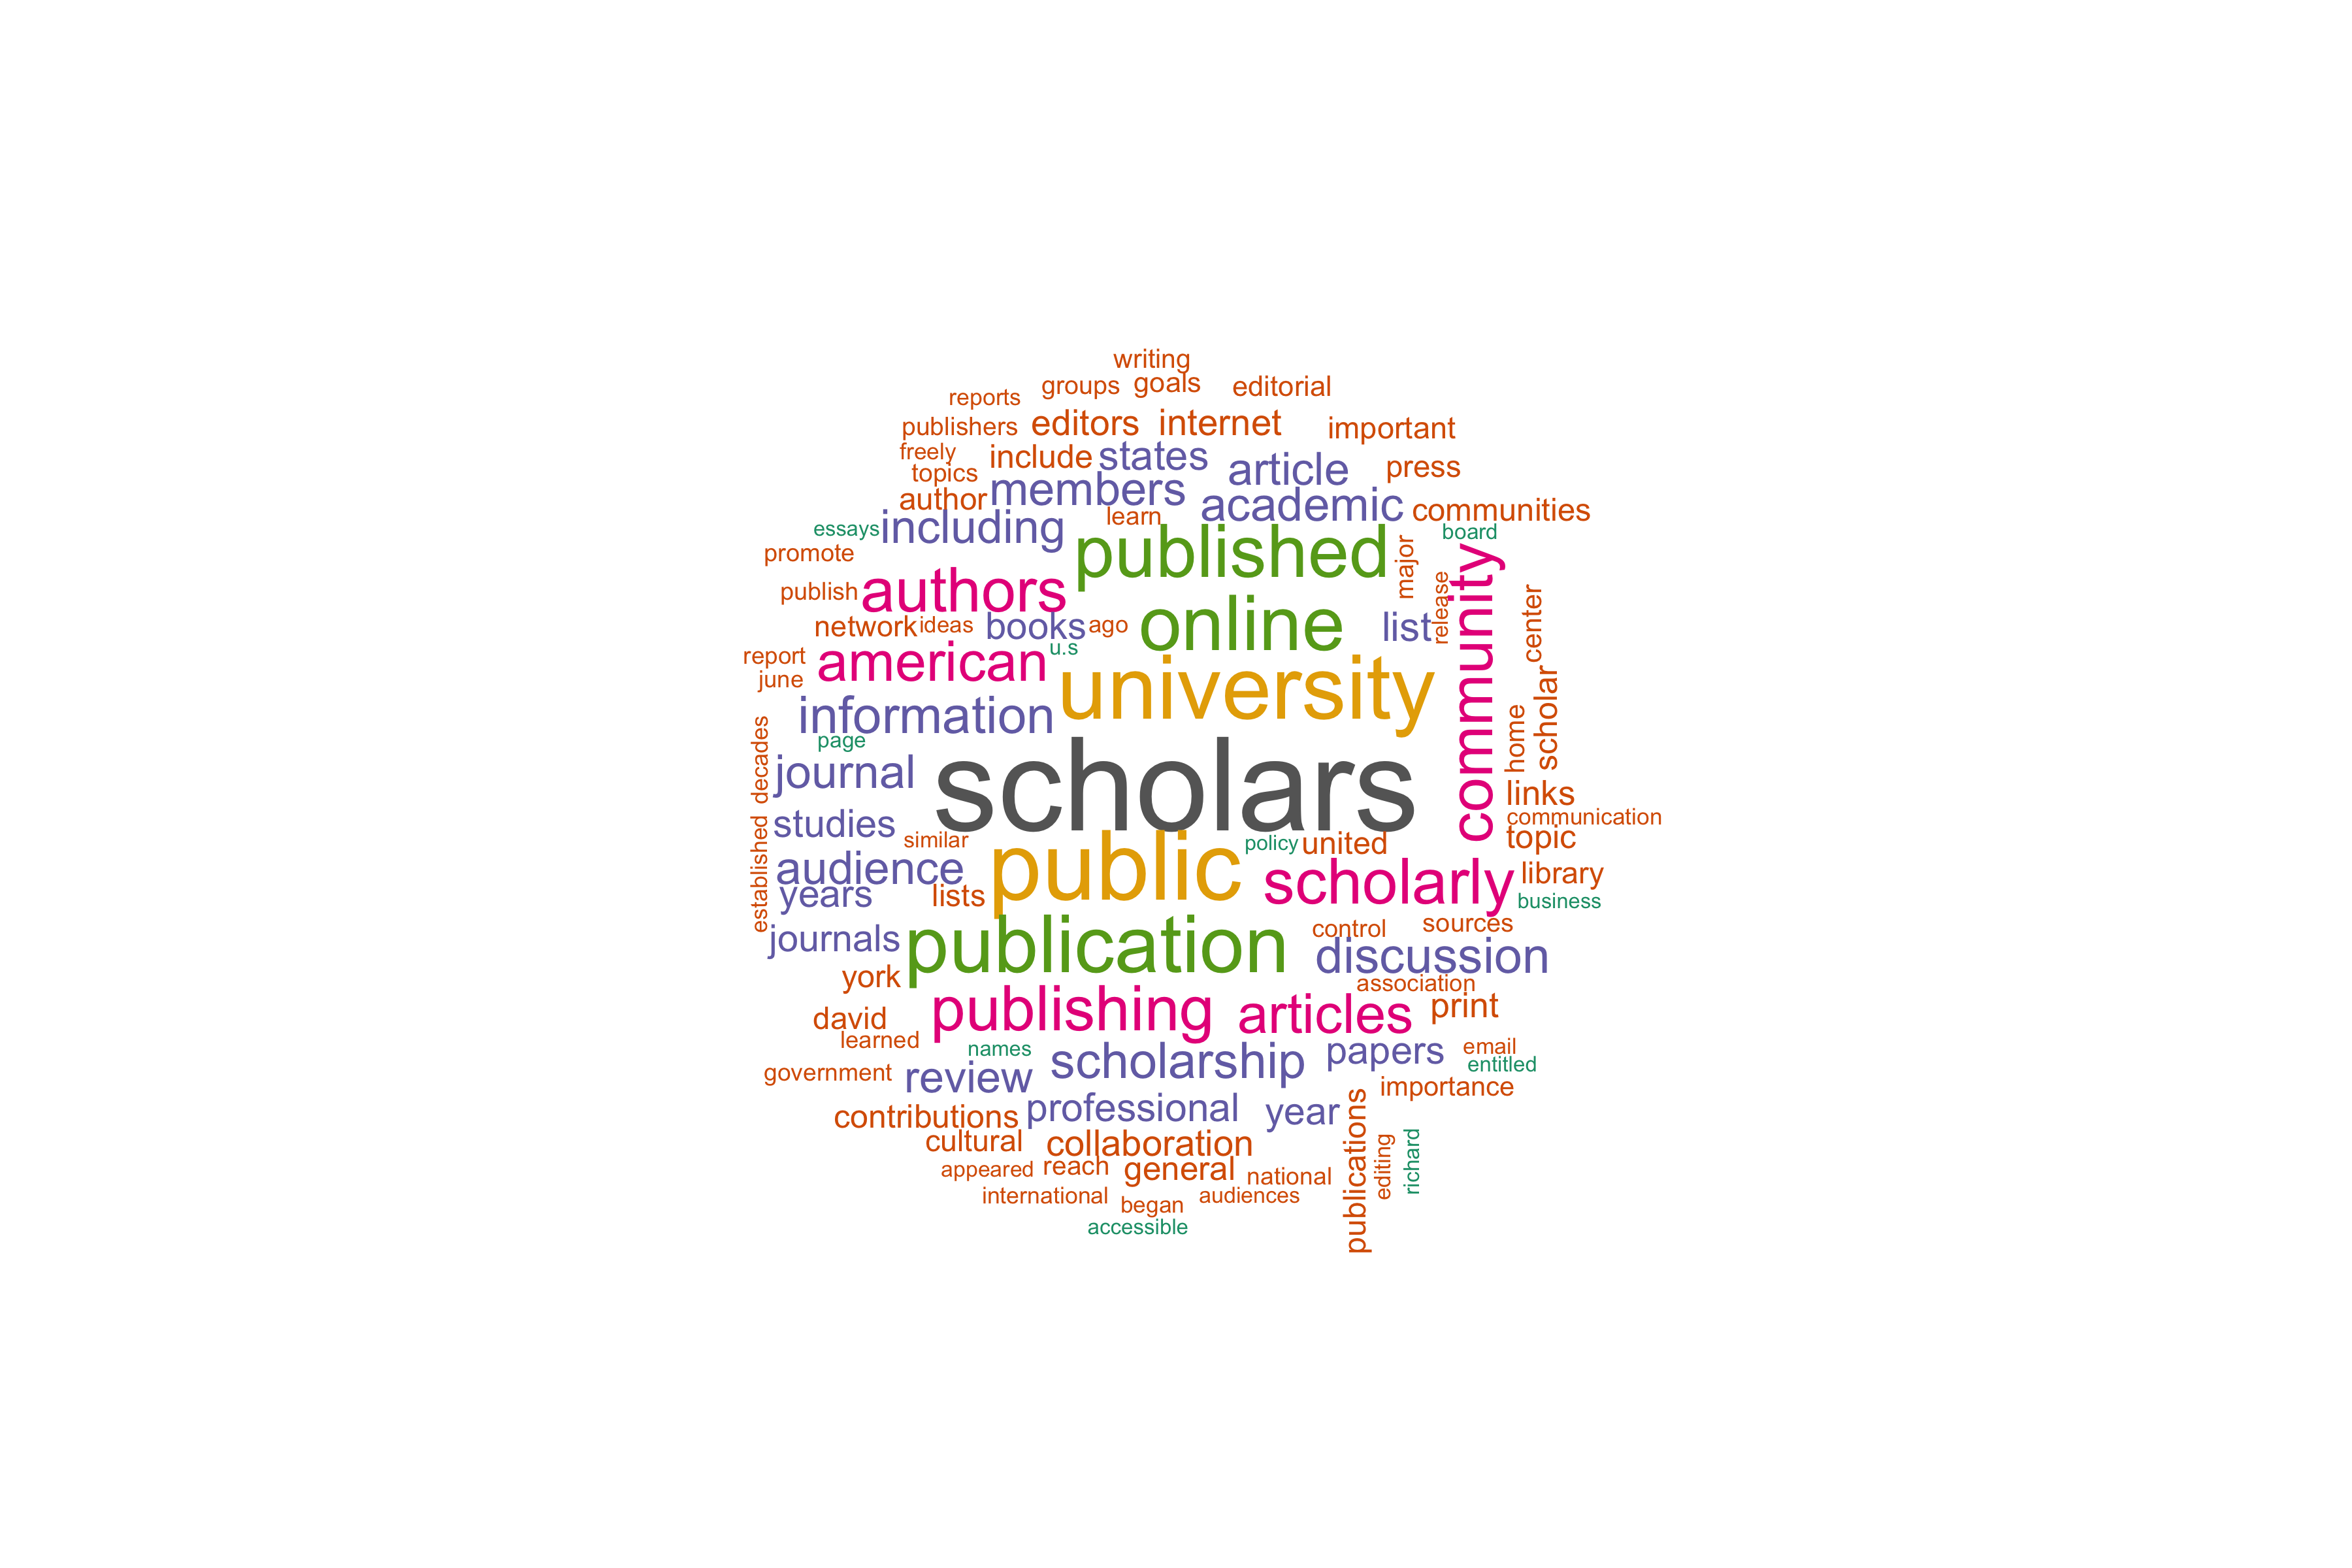 writing
groups goals editorial
reports
publishers editors internet important
freely include states article press
topics
author members academic communities
essays including learn board
promote published major
publish authors release community
network ideas books ago online list center
report american u.s
june university scholar
information home
page
decades journal scholars links
communication
established studies similar policy united topic
audience public scholarly library
years lists business
journals publication control sources
york discussion
association
david publishing articles print
learned names scholarship papers email
government review entitled
importance
contributions professional year publications
cultural collaboration editing richard
appeared reach general national
international began audiences
accessible